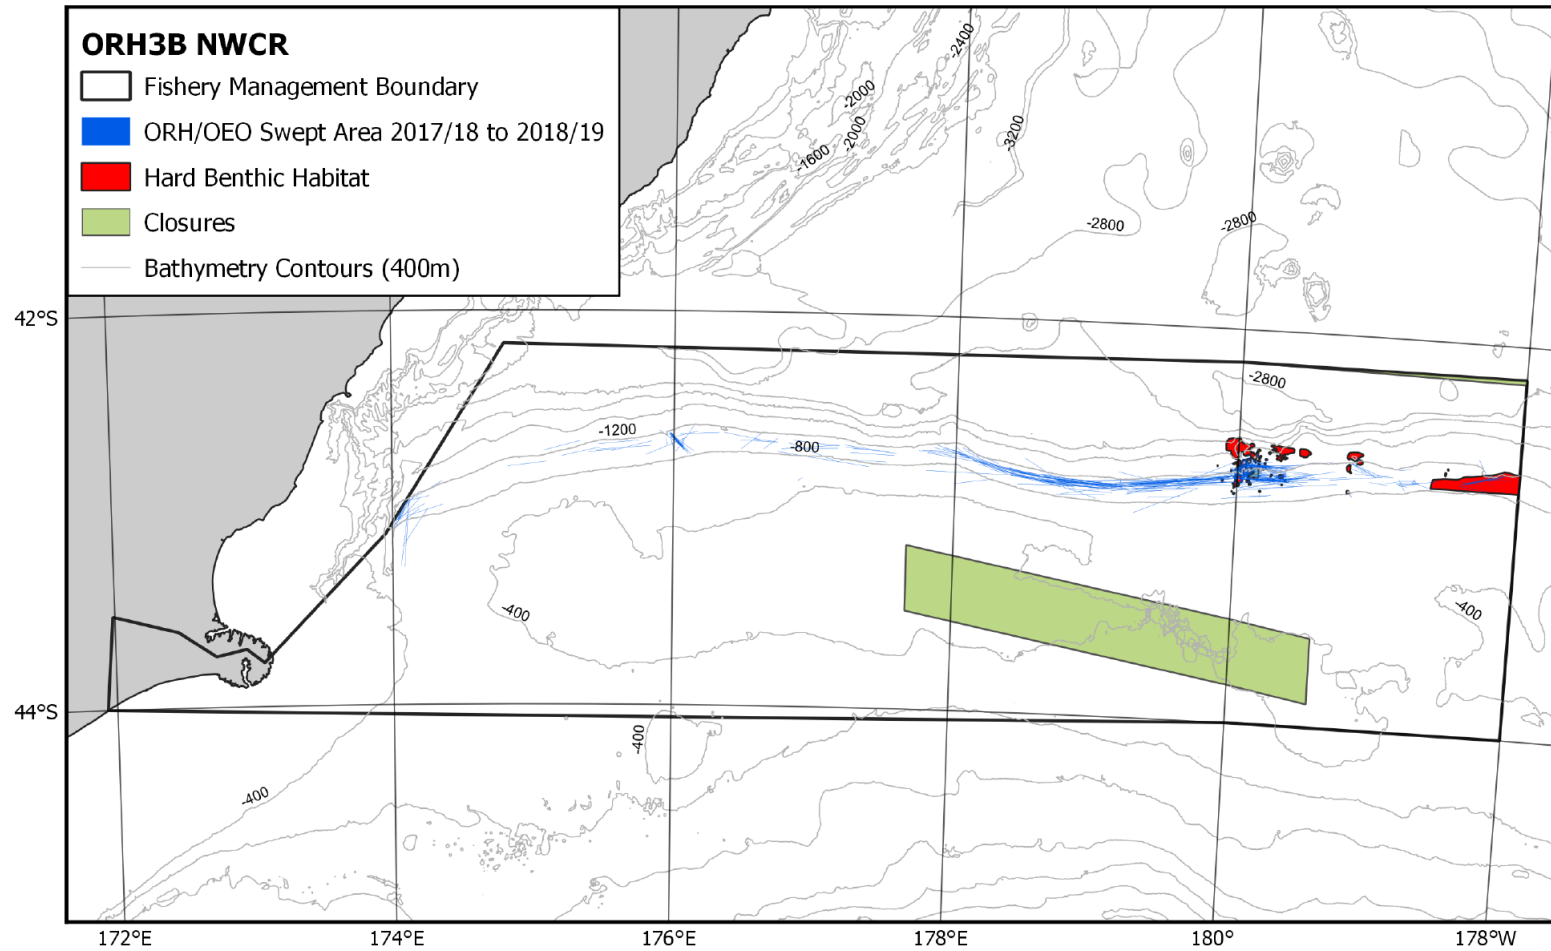 ORH3B NWCR
Fishery Management Boundary
ORH/OEO Swept Area 2017/18 to 2018/19
Hard Benthic Habitat
Closures
Bathymetry Contours (400m)
-2400
-2000
-2000
-1600
-3200
-2800
-2800
42°S
-2800
-1200
-800
-400
-400
44°S
-400
-400
172°E
174°E
176°E
178°E
180°
178°W